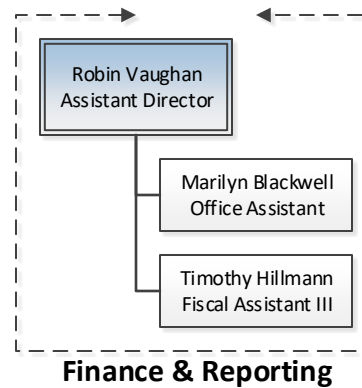 Robin Vaughan
Assistant Director
Marilyn Blackwell
Office Assistant
Timothy Hillmann
Fiscal Assistant III
Finance & Reporting